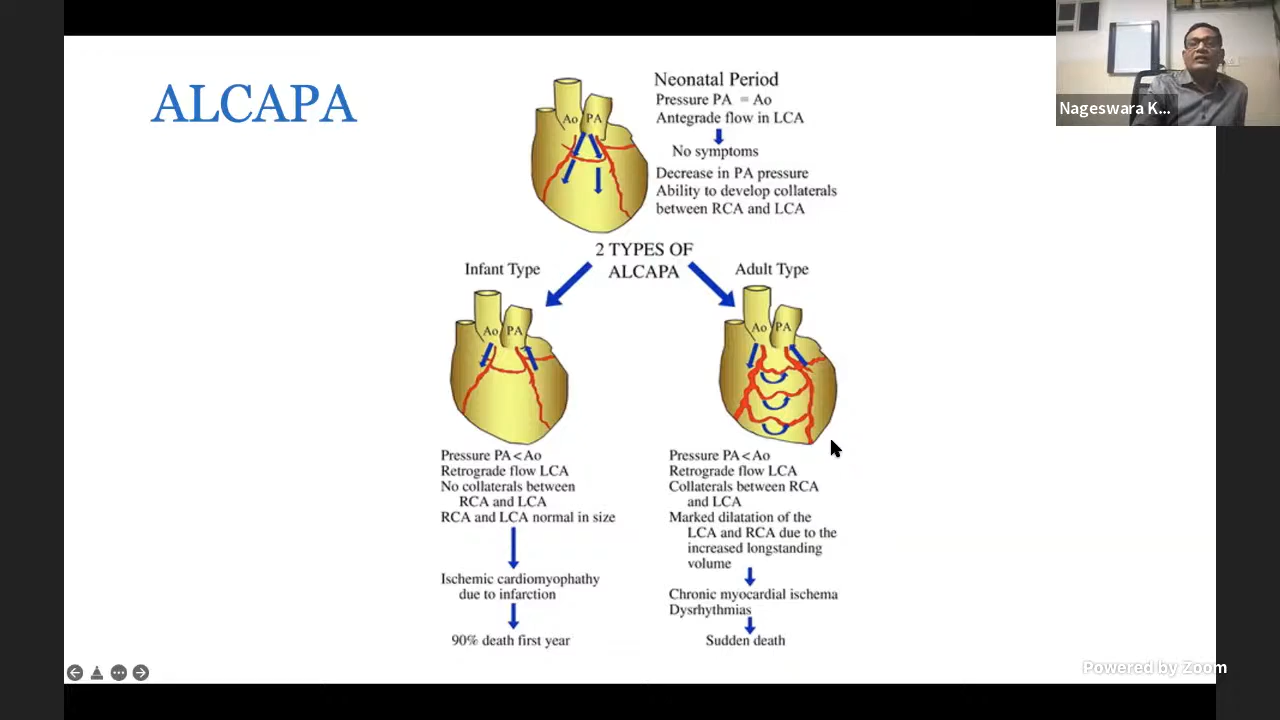 ALCAPA
Nageswara K...
Neonatal Period
Pressure PA = Ao
Antegrade flow in LCA
No symptoms
Decrease in PA pressure
Ability to develop collaterals
between RCA and LCA
Ao PA
2 TYPES OF
ALCAPA
Infant Type
Adult Type
Ao PA
Ao PA
Pressure PA < Ao
Retrograde flow LCA
No collaterals between
RCA and LCA
RCA and LCA normal in size
Ischemic cardiomyophathy
due to infarction
90% death first year
Pressure PA < Ao
Retrograde flow LCA
Collaterals between RCA
and LCA
Marked dilatation of the
LCA and RCA due to the
increased longstanding
volume
Chronic myocardial ischema
Dysrhythmias
Sudden death
Powered by Zoom